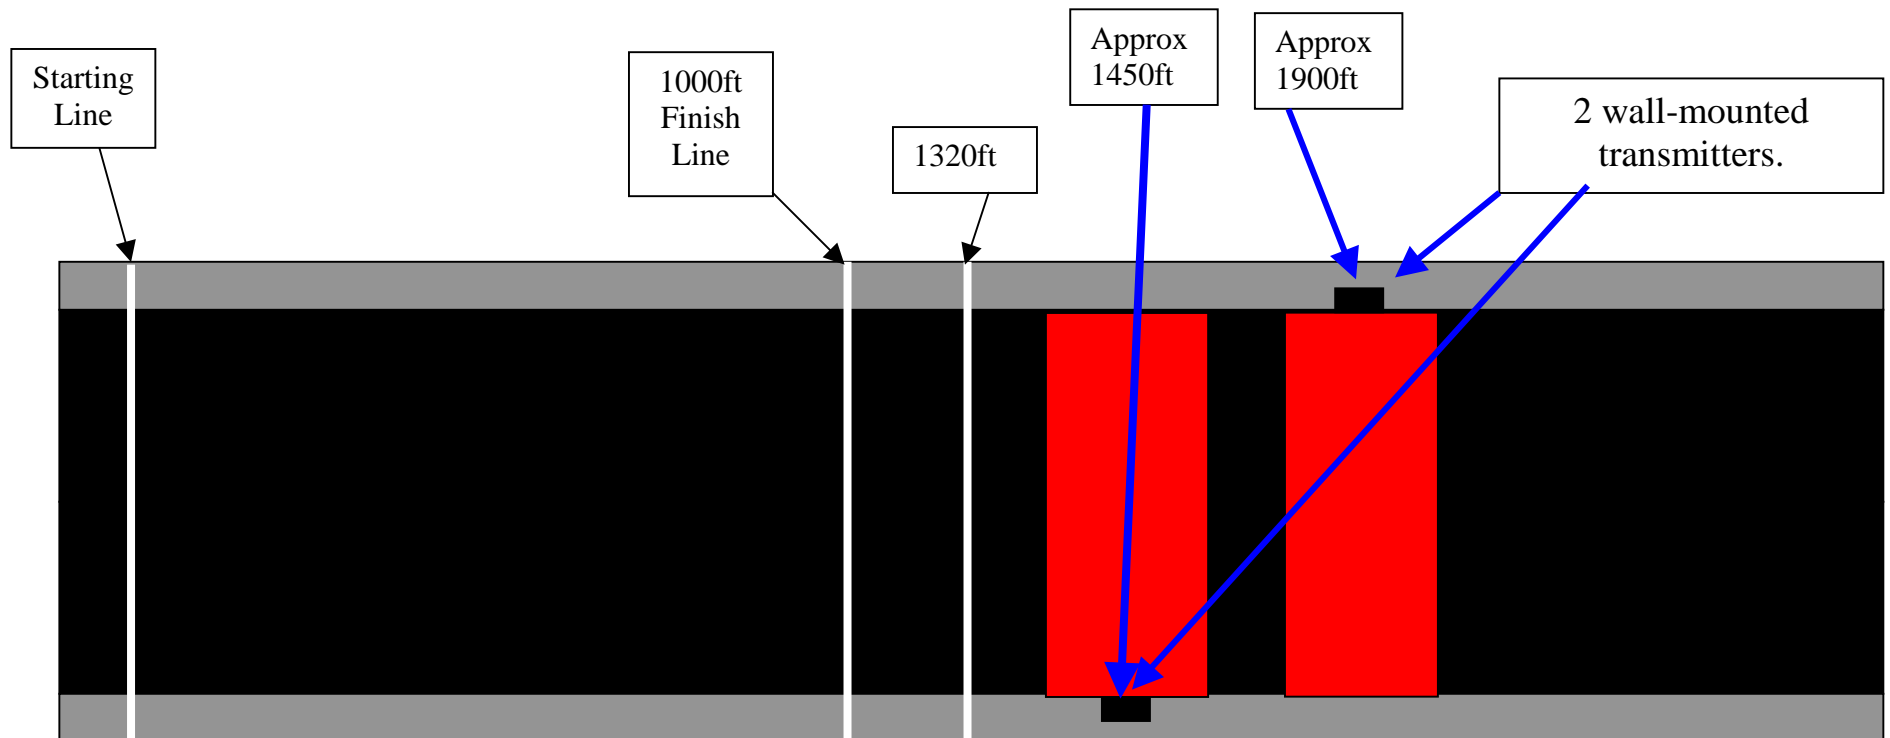 Starting
Line
1000ft
Finish
Line
1320ft
Approx
1450ft
Approx
1900ft
2 wall-mounted
transmitters.